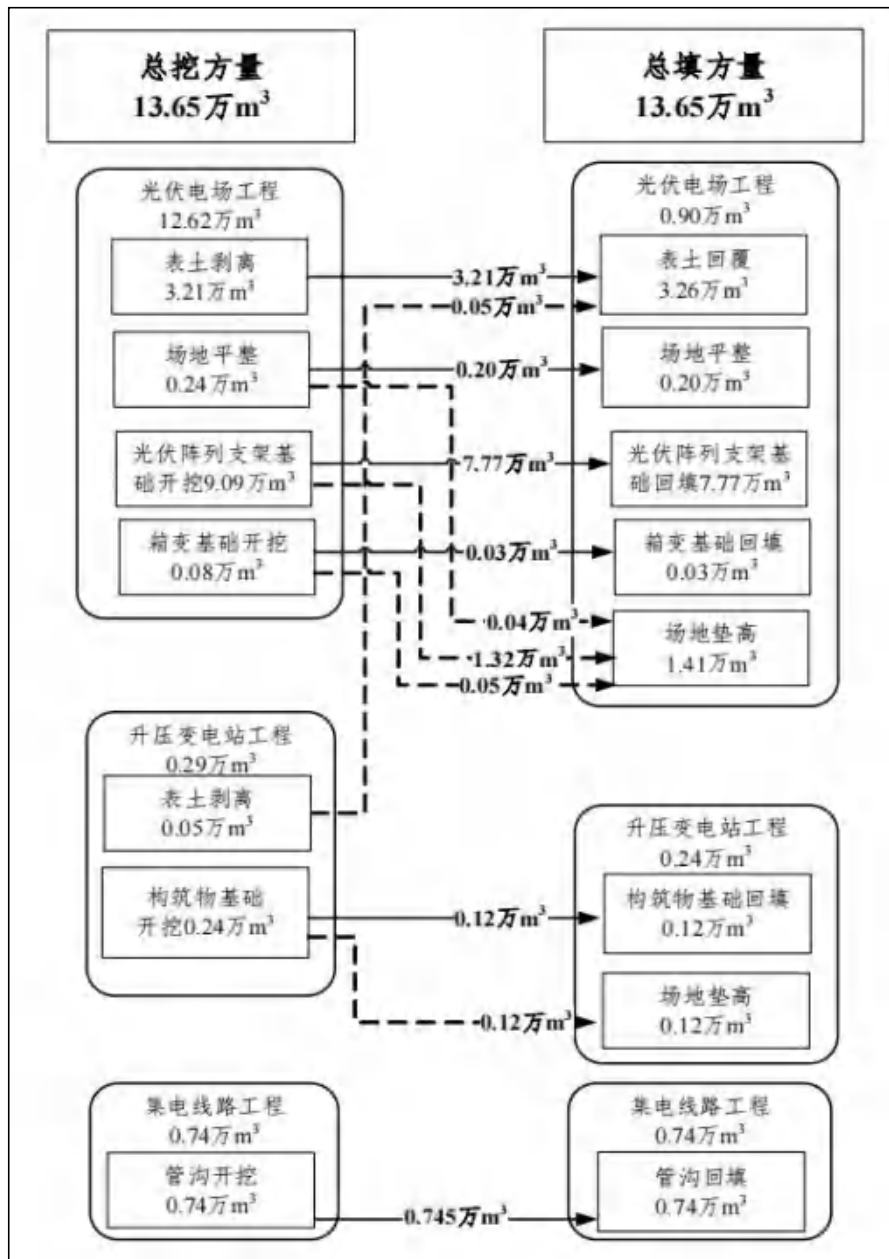 总挖方量
13.65万m³
总填方量
13.65万m³
光伏电场工程
12.62万m³
表土剥离
3.21万m³
场地平整
0.24万m³
光伏阵列支架基
础开挖9.09万m³
箱变基础开挖
0.08万m³
3.21万m³
0.05万m³
0.20万m³
7.77万m³
0.03万m³
0.04万m³
1.32万m³
0.05万m³
光伏电场工程
0.90万m³
表土回覆
3.26万m³
场地平整
0.20万m³
光伏阵列支架基
础回填7.77万m³
箱变基础回填
0.03万m³
场地垫高
1.41万m³
升压变电站工程
0.29万m³
表土剥离
0.05万m³
构筑物基础
开挖0.24万m³
0.12万m³
0.12万m³
升压变电站工程
0.24万m³
构筑物基础回填
0.12万m³
场地垫高
0.12万m³
集电线路工程
0.74万m³
管沟开挖
0.74万m³
0.745万m³
集电线路工程
0.74万m³
管沟回填
0.74万m³